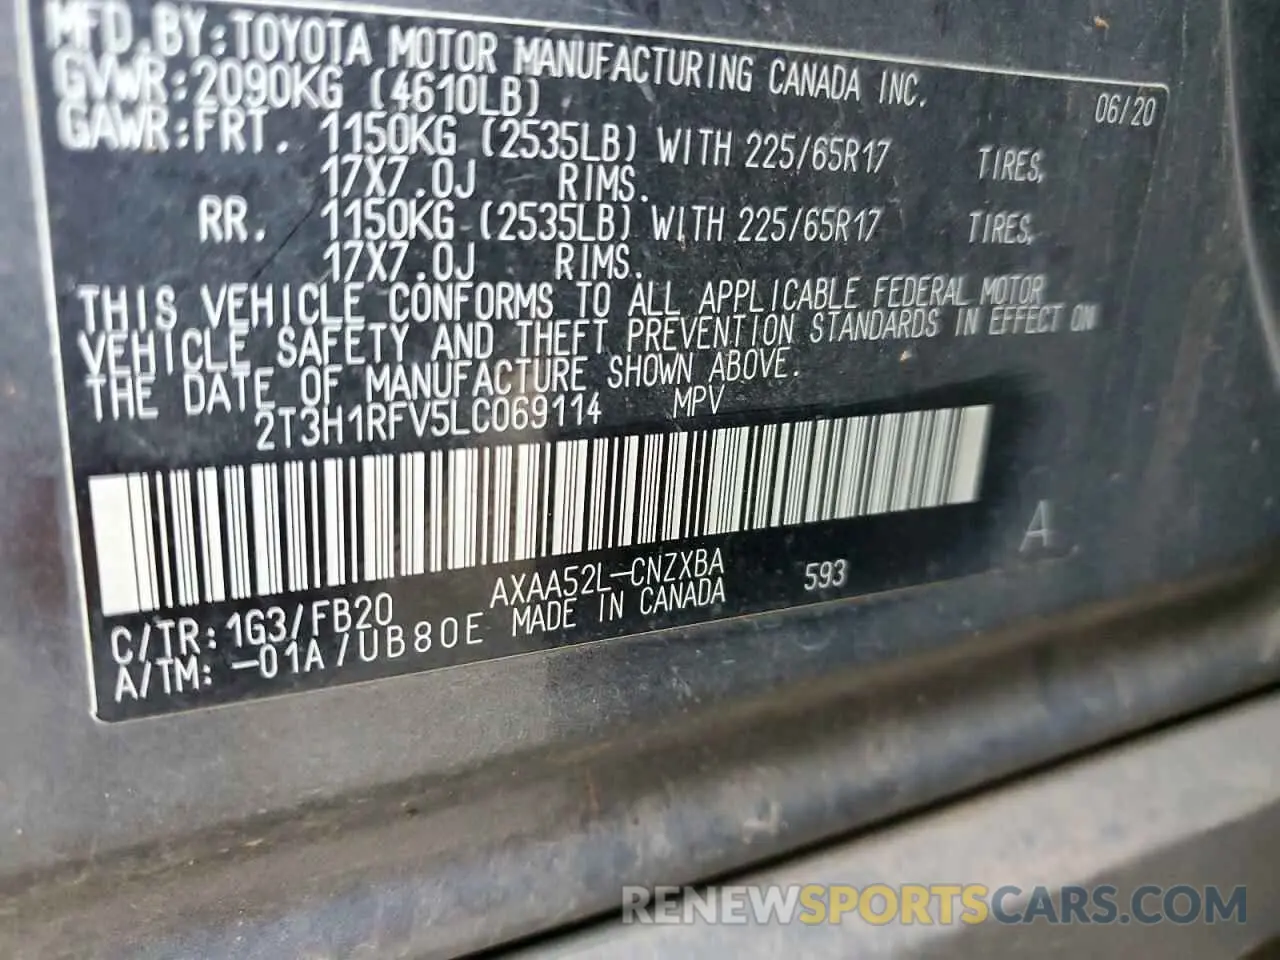 MFD.BY:TOYOTA MOTOR MANUFACTURING CANADA INC.
GVWR:2090KG (4610LB) 06/20
GAWR:FRT. 1150KG (2535LB) WITH 225/65R17 TIRES,
17X7.0J RIMS.
RR. 1150KG (2535LB) WITH 225/65R17 TIRES,
17X7.0J RIMS.
THIS VEHICLE CONFORMS TO ALL APPLICABLE FEDERAL MOTOR
VEHICLE SAFETY AND THEFT PREVENTION STANDARDS IN EFFECT ON
THE DATE OF MANUFACTURE SHOWN ABOVE.
2T3H1RFV5LC069114 MPV
A
AXAA52L-CNZXBA 593
C/TR:1G3/FB20 MADE IN CANADA
A/TM:-01A/UB80E
RENEWSPORTSCARS.COM